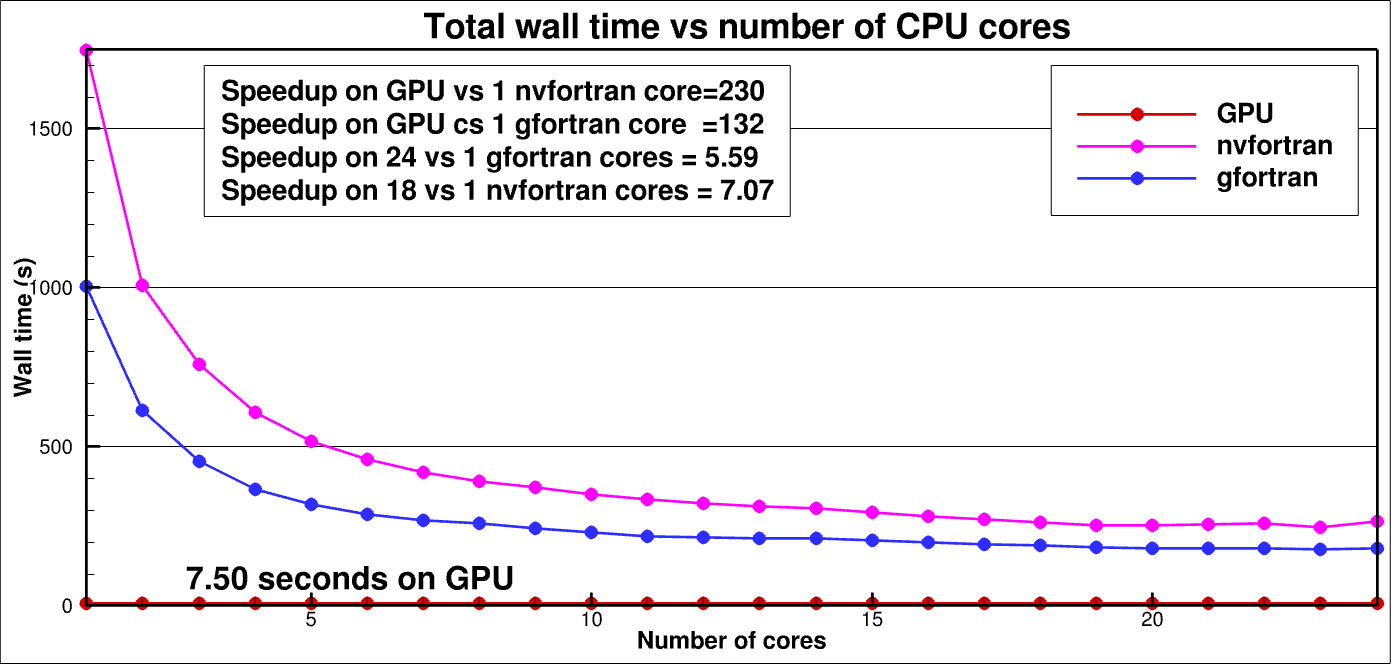 Total wall time vs number of CPU cores
Speedup on GPU vs 1 nvfortran core=230
Speedup on GPU cs 1 gfortran core =132
Speedup on 24 vs 1 gfortran cores = 5.59
Speedup on 18 vs 1 nvfortran cores = 7.07
GPU
nvfortran
gfortran
Wall time (s)
1500
1000
500
0
7.50 seconds on GPU
5
10
15
20
Number of cores